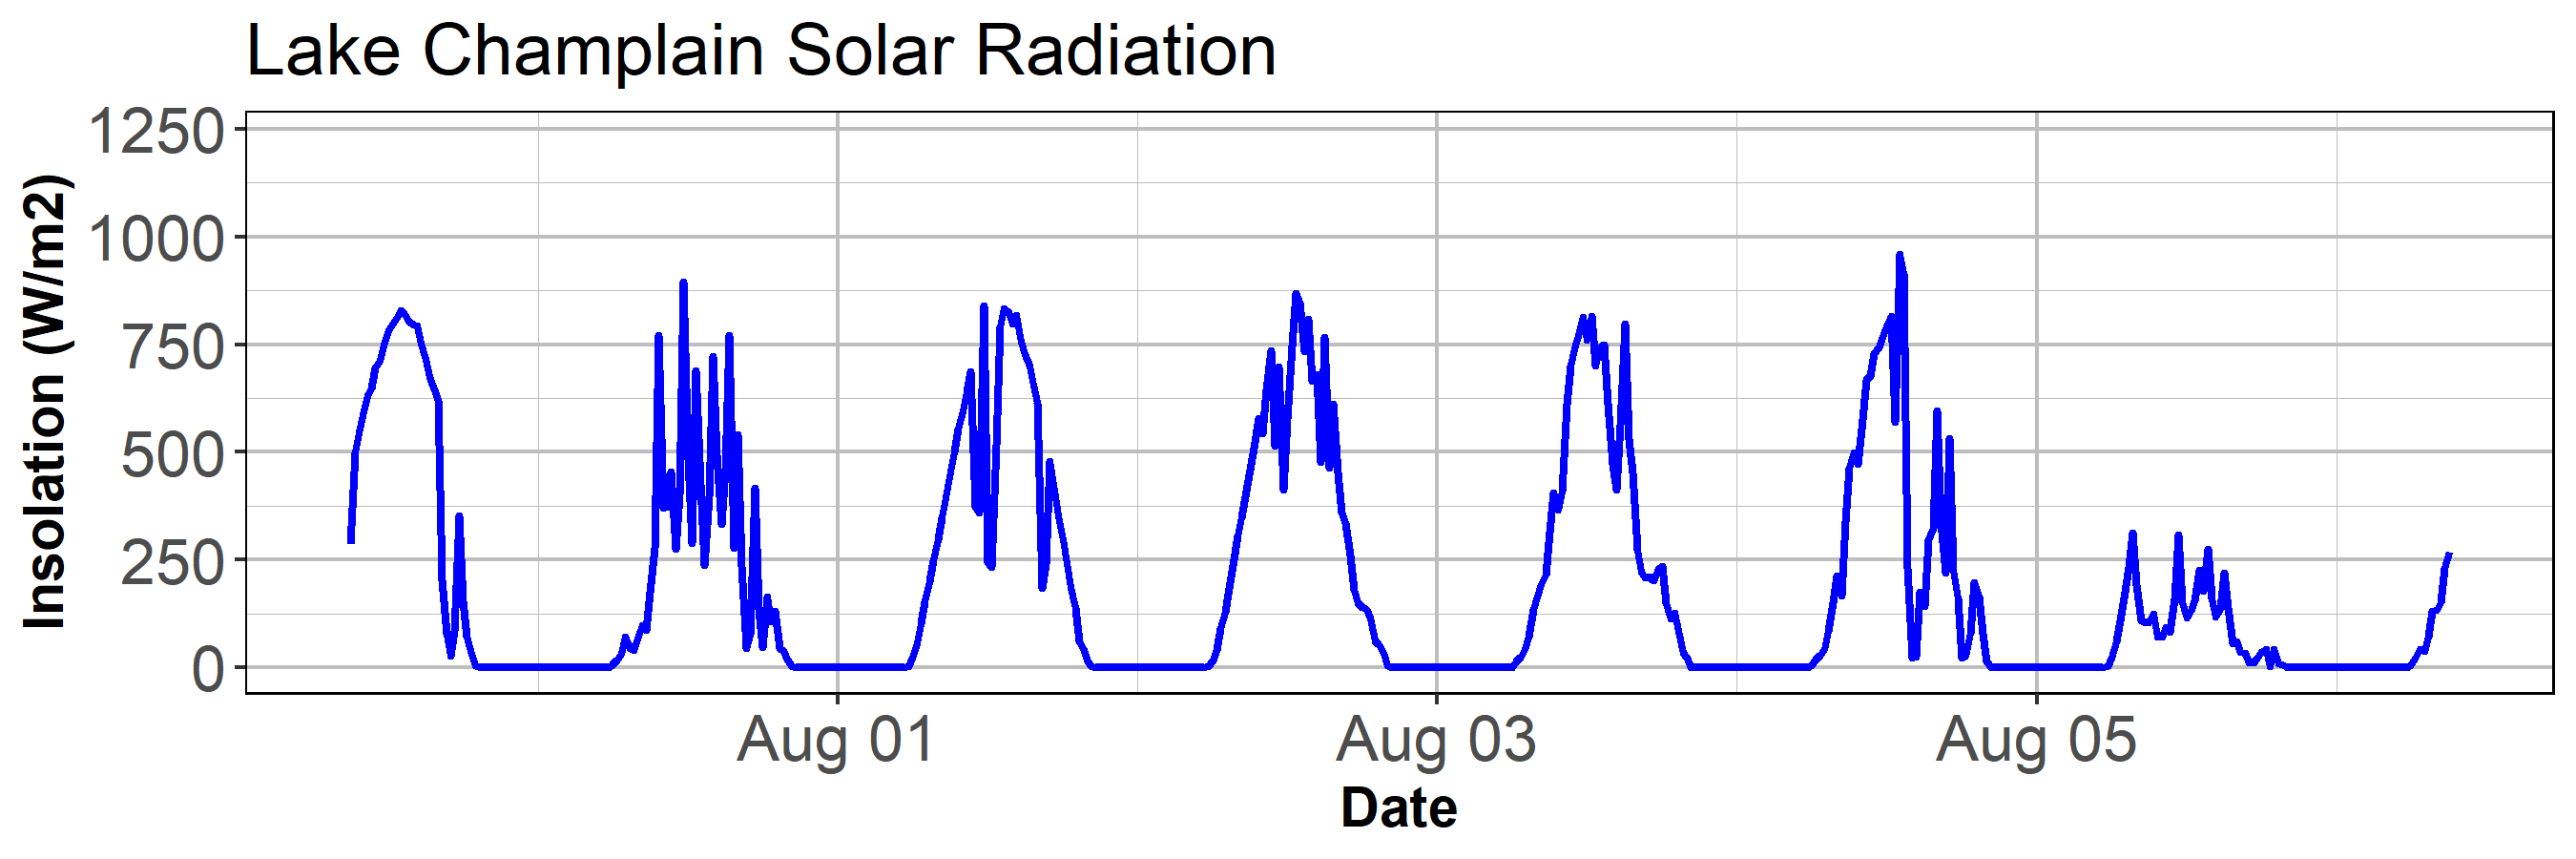 Lake Champlain Solar Radiation
1250
1000
750
500
250
0
Insolation (W/m2)
Aug 01
Aug 03
Aug 05
Date